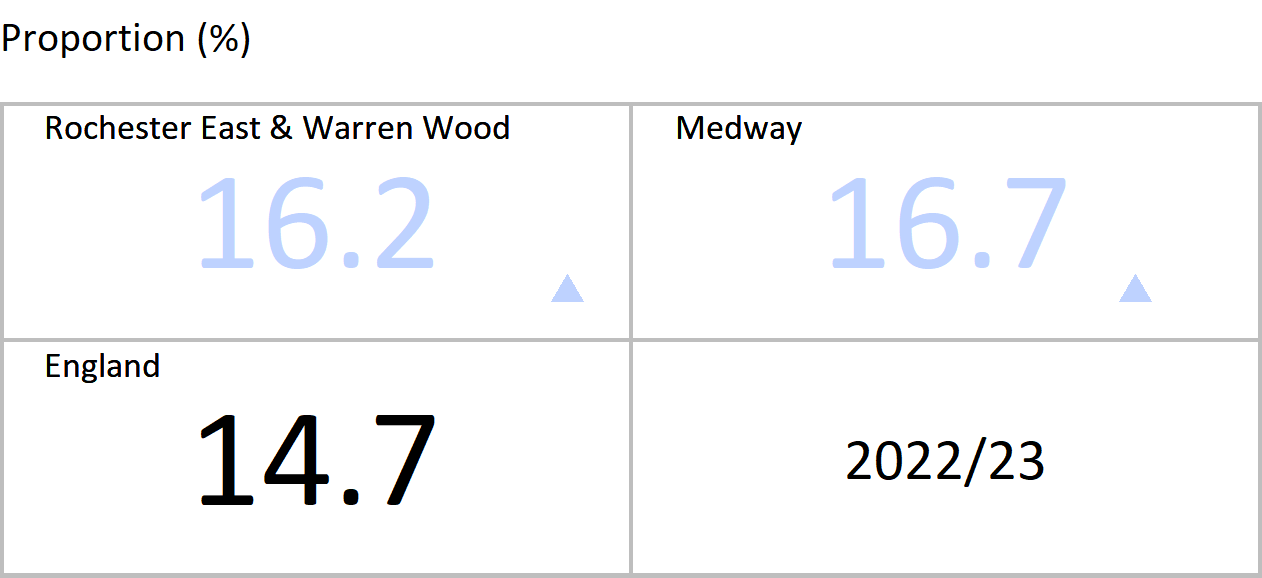 Proportion (%)
Rochester East & Warren Wood
16.2
Medway
16.7
England
14.7
2022/23